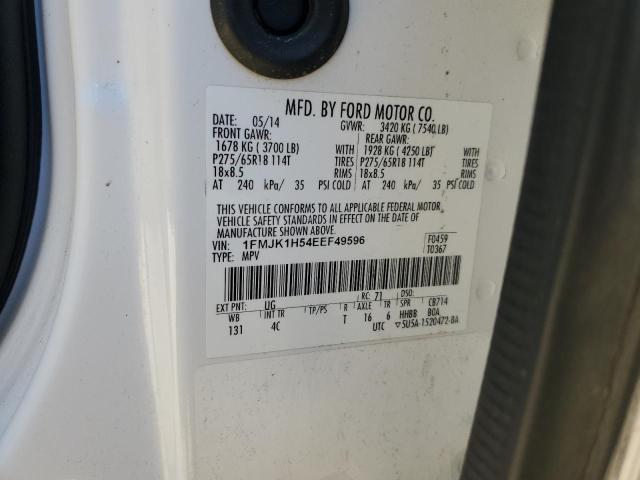 MFD. BY FORD MOTOR CO.
DATE: 05/14 GVWR: 3420 KG ( 7540 LB)
FRONT GAWR: REAR GAWR:
1678 KG ( 3700 LB) WITH 1928 KG ( 4250 LB) WITH
P275/65R18 114T TIRES P275/65R18 114T TIRES
18x8.5 RIMS 18x8.5 RIMS
AT 240 kPa/ 35 PSI COLD AT 240 kPa/ 35 PSI COLD
THIS VEHICLE CONFORMS TO ALL APPLICABLE FEDERAL MOTOR
VEHICLE SAFETY STANDARDS IN EFFECT ON THE DATE OF
MANUFACTURE SHOWN ABOVE.
VIN: 1FMJK1H54EEF49596 F0459
TYPE: MPV T0367
EXT PNT: UG RC: 71 DSO:
WB INT TR TP/PS R AXLE TR SPR CB714
131 4C T 16 6 HHBB BOA
UTC ▽5U5A-1520472-BA